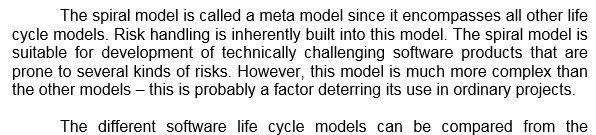 The spiral model is called a meta model since it encompasses all other life
cycle models. Risk handling is inherently built into this model. The spiral model is
suitable for development of technically challenging software products that are
prone to several kinds of risks. However, this model is much more complex than
the other models – this is probably a factor deterring its use in ordinary projects.
The different software life cycle models can be compared from the